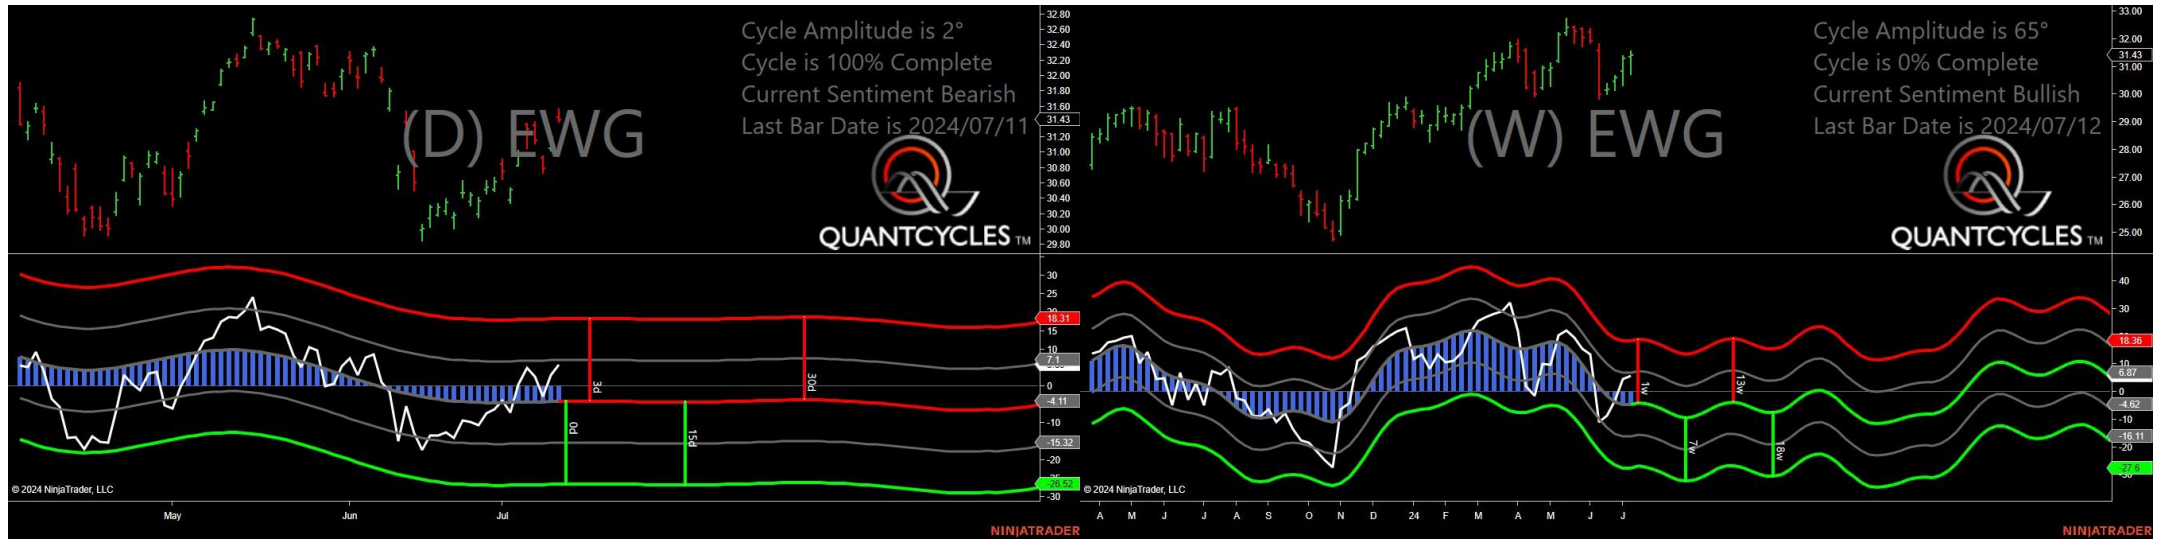 Cycle Amplitude is 2°
Cycle is 100% Complete
Current Sentiment Bearish
Last Bar Date is 2024/07/11
(D) EWG
QUANTCYCLES TM
32.80
32.60
32.40
32.20
32.00
31.80
31.60
31.43
31.20
31.00
30.80
30.60
30.40
30.20
30.00
29.80
30
25
20
18.31
15
10
7.1
0
-4.11
-10
-15.32
-20
-26.52
-30
3d
30d
0d
15d
© 2024 NinjaTrader, LLC
May
Jun
Jul
NINJATRADER
Cycle Amplitude is 65°
Cycle is 0% Complete
Current Sentiment Bullish
Last Bar Date is 2024/07/12
(W) EWG
QUANTCYCLES TM
33.00
32.00
31.43
31.00
30.00
29.00
28.00
27.00
26.00
25.00
40
30
18.36
10
6.87
0
-4.62
-10
-16.11
-20
-27.6
1w
13w
7w
18w
© 2024 NinjaTrader, LLC
A M J J A S O N D 24 F M A M J J
NINJATRADER